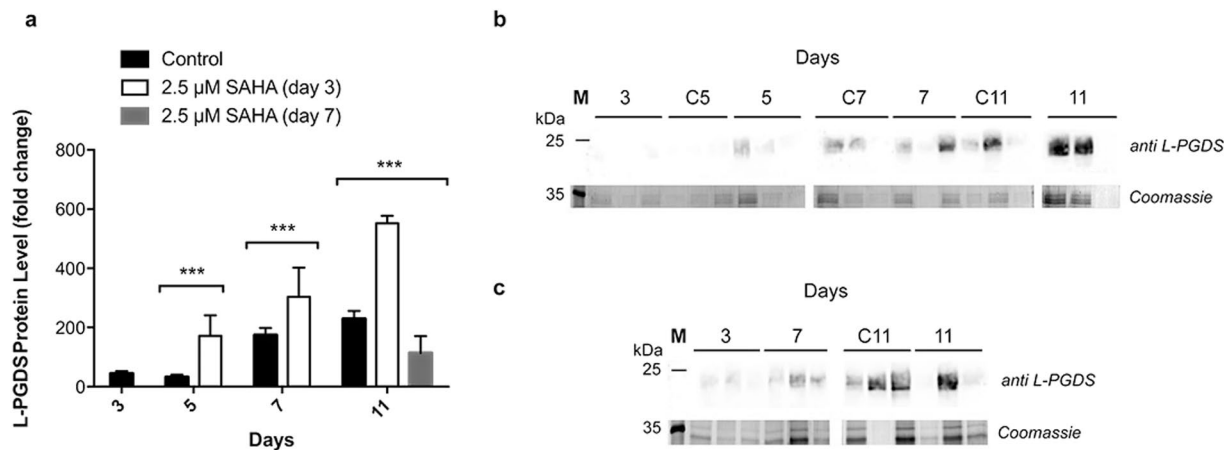 a
Control
2.5 µM SAHA (day 3)
2.5 µM SAHA (day 7)
L-PGDS Protein Level (fold change)
800
600
400
200
0
***
***
***
3 5 7 11
Days
b
Days
M 3 C5 5 C7 7 C11 11
kDa
25
anti L-PGDS
35
Coomassie
c
Days
M 3 7 C11 11
kDa
25
anti L-PGDS
35
Coomassie